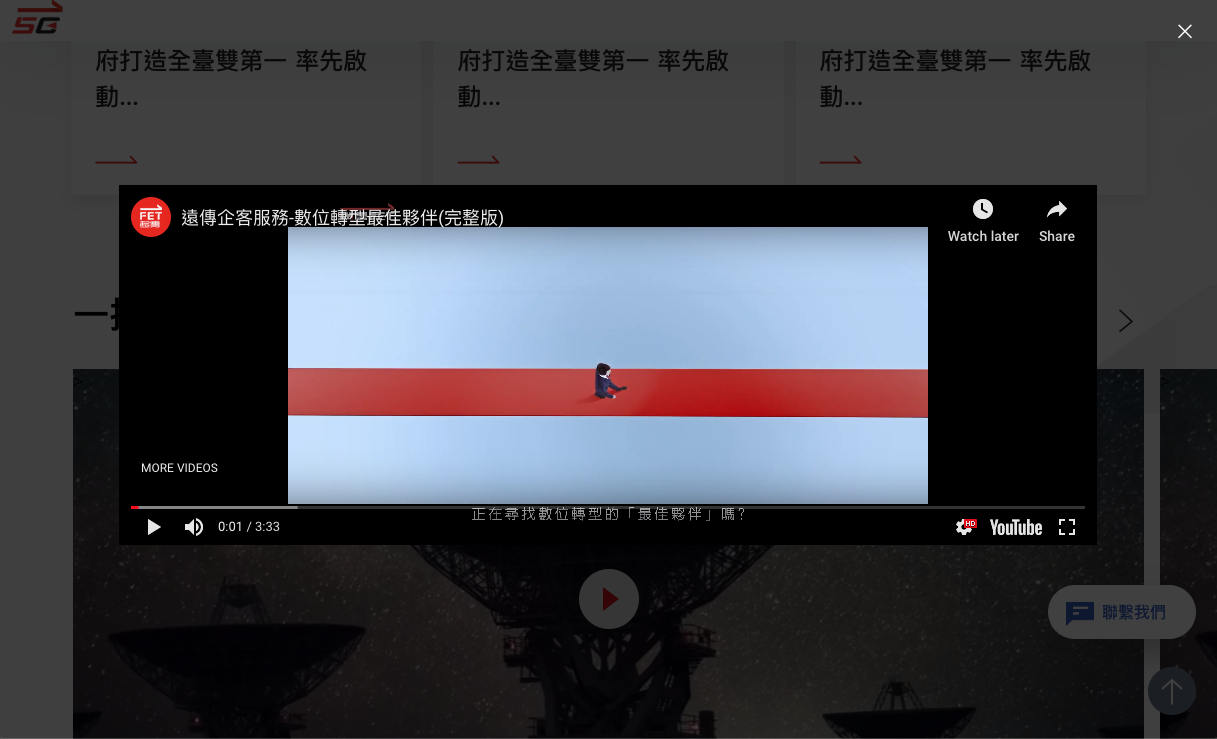 5G
府打造全臺雙第一 率先啟
動...
府打造全臺雙第一 率先啟
動...
府打造全臺雙第一 率先啟
動...
FET
遠傳
遠傳企客服務-數位轉型最佳夥伴(完整版)
Watch later
Share
一
MORE VIDEOS
正在尋找數位轉型的「最佳夥伴」嗎?
0:01 / 3:33
HD
YouTube
聯繫我們